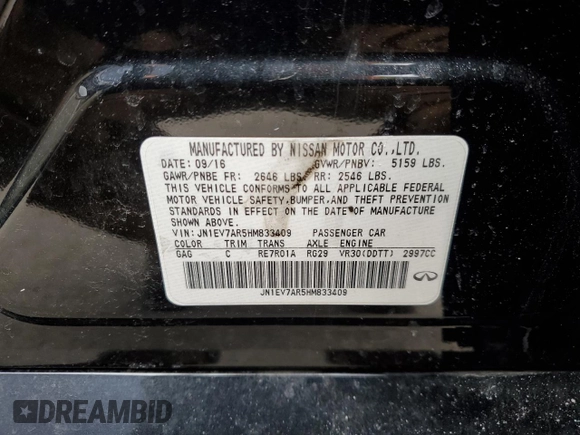 MANUFACTURED BY NISSAN MOTOR CO.,LTD.
DATE: 09/16 GVWR/PNBV: 5159 LBS.
GAWR/PNBE FR: 2646 LBS. RR: 2546 LBS.
THIS VEHICLE CONFORMS TO ALL APPLICABLE FEDERAL
MOTOR VEHICLE SAFETY,BUMPER,AND THEFT PREVENTION
STANDARDS IN EFFECT ON THE DATE OF MANUFACTURE
SHOWN ABOVE.
VIN: JN1EV7AR5HM833409 PASSENGER CAR
COLOR TRIM TRANS AXLE ENGINE
GAG C RE7R01A RG29 VR30(DDTT) 2997CC
JN1EV7AR5HM833409
DREAMBID